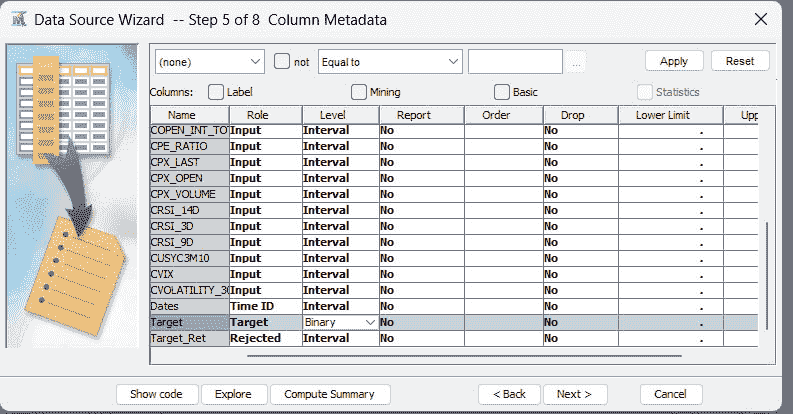 Data Source Wizard -- Step 5 of 8 Column Metadata
(none) not Equal to ... Apply Reset
Columns: Label Mining Basic Statistics
Name Role Level Report Order Drop Lower Limit Upp
COPEN_INT_TO Input Interval No No .
CPE_RATIO Input Interval No No .
CPX_LAST Input Interval No No .
CPX_OPEN Input Interval No No .
CPX_VOLUME Input Interval No No .
CRSI_14D Input Interval No No .
CRSI_3D Input Interval No No .
CRSI_9D Input Interval No No .
CUSYC3M10 Input Interval No No .
CVIX Input Interval No No .
CVOLATILITY_30 Input Interval No No .
Dates Time ID Interval No No .
Target Target Binary No No .
Target_Ret Rejected Interval No No .
Show code Explore Compute Summary < Back Next > Cancel